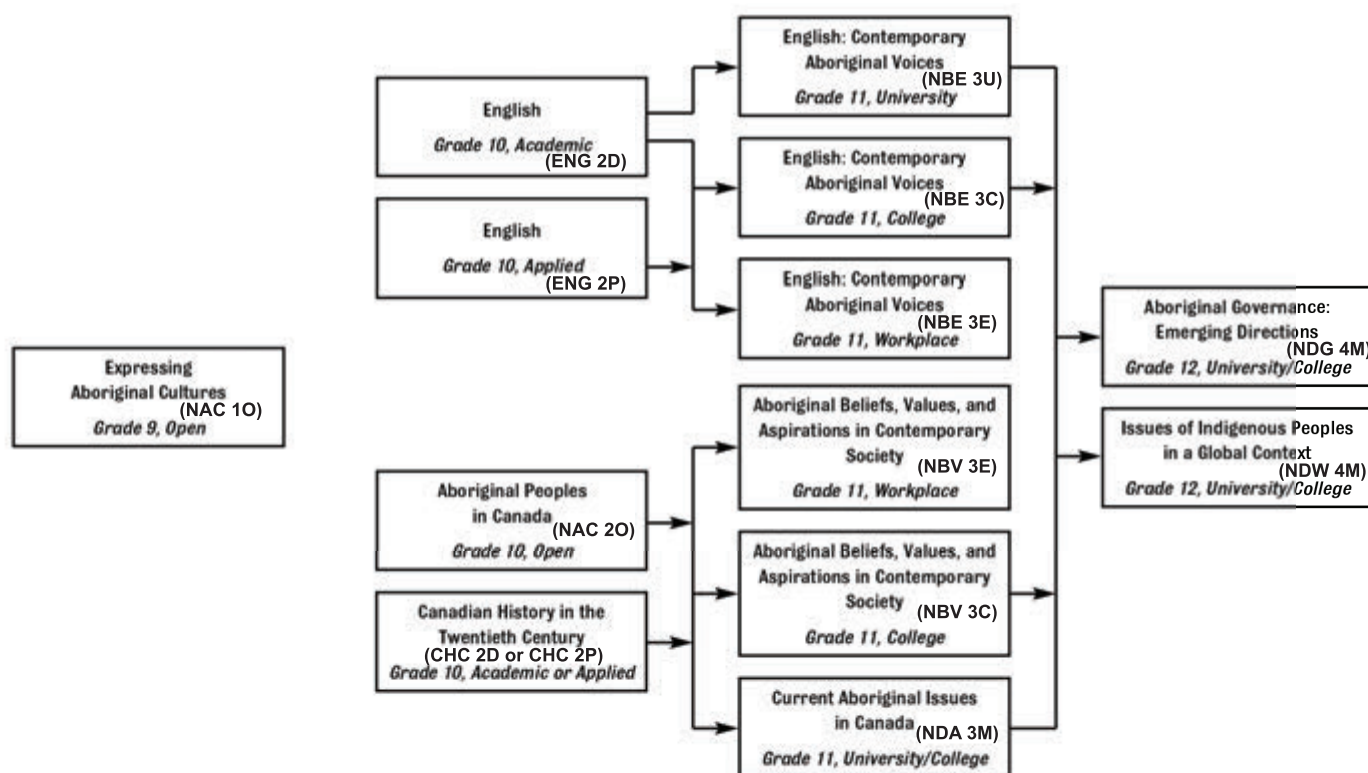 English: Contemporary
Aboriginal Voices
(NBE 3U)
Grade 11, University
English
Grade 10, Academic
(ENG 2D)
English: Contemporary
Aboriginal Voices
(NBE 3C)
Grade 11, College
English
Grade 10, Applied
(ENG 2P)
English: Contemporary
Aboriginal Voices
(NBE 3E)
Grade 11, Workplace
Aboriginal Governance:
Emerging Directions
(NDG 4M)
Grade 12, University/College
Expressing
Aboriginal Cultures
(NAC 1O)
Grade 9, Open
Aboriginal Beliefs, Values, and
Aspirations in Contemporary
Society
(NBV 3E)
Grade 11, Workplace
Issues of Indigenous Peoples
in a Global Context
(NDW 4M)
Grade 12, University/College
Aboriginal Peoples
in Canada
(NAC 2O)
Grade 10, Open
Aboriginal Beliefs, Values, and
Aspirations in Contemporary
Society
(NBV 3C)
Grade 11, College
Canadian History in the
Twentieth Century
(CHC 2D or CHC 2P)
Grade 10, Academic or Applied
Current Aboriginal Issues
in Canada
(NDA 3M)
Grade 11, University/College